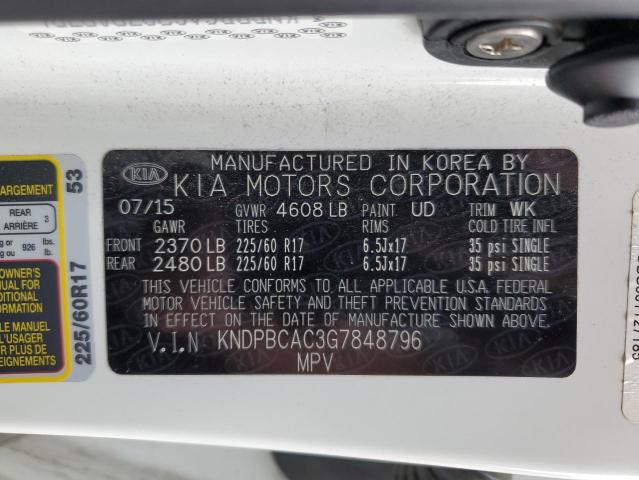 MANUFACTURED IN KOREA BY
KIA KIA MOTORS CORPORATION
07/15 GVWR 4608 LB PAINT UD TRIM WK
GAWR TIRES RIMS COLD TIRE INFL
FRONT 2370 LB 225/60 R17 6.5Jx17 35 psi SINGLE
REAR 2480 LB 225/60 R17 6.5Jx17 35 psi SINGLE
THIS VEHICLE CONFORMS TO ALL APPLICABLE U.S.A. FEDERAL
MOTOR VEHICLE SAFETY AND THEFT PREVENTION STANDARDS
IN EFFECT ON THE DATE OF MANUFACTURE SHOWN ABOVE.
V.I.N KNDPBCAC3G7848796
MPV
ARGEMENT
REAR 3
ARRIÈRE
926 lbs.
OWNER'S
NUAL FOR
DDITIONAL
RMATION
LE MANUEL
L'USAGER
UR PLUS DE
225/60R17 53